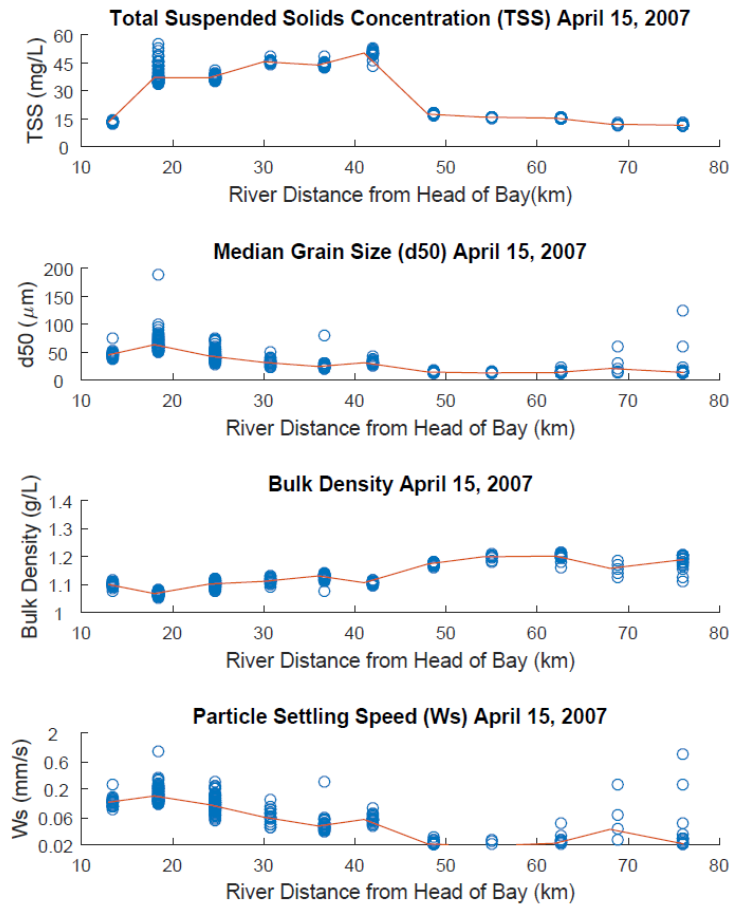 Total Suspended Solids Concentration (TSS) April 15, 2007
TSS (mg/L)
60
45
30
15
0
10 20 30 40 50 60 70 80
River Distance from Head of Bay(km)
Median Grain Size (d50) April 15, 2007
d50 (μm)
200
150
100
50
0
10 20 30 40 50 60 70 80
River Distance from Head of Bay (km)
Bulk Density April 15, 2007
Bulk Density (g/L)
1.4
1.3
1.2
1.1
1
10 20 30 40 50 60 70 80
River Distance from Head of Bay (km)
Particle Settling Speed (Ws) April 15, 2007
Ws (mm/s)
2
0.6
0.2
0.06
0.02
10 20 30 40 50 60 70 80
River Distance from Head of Bay (km)